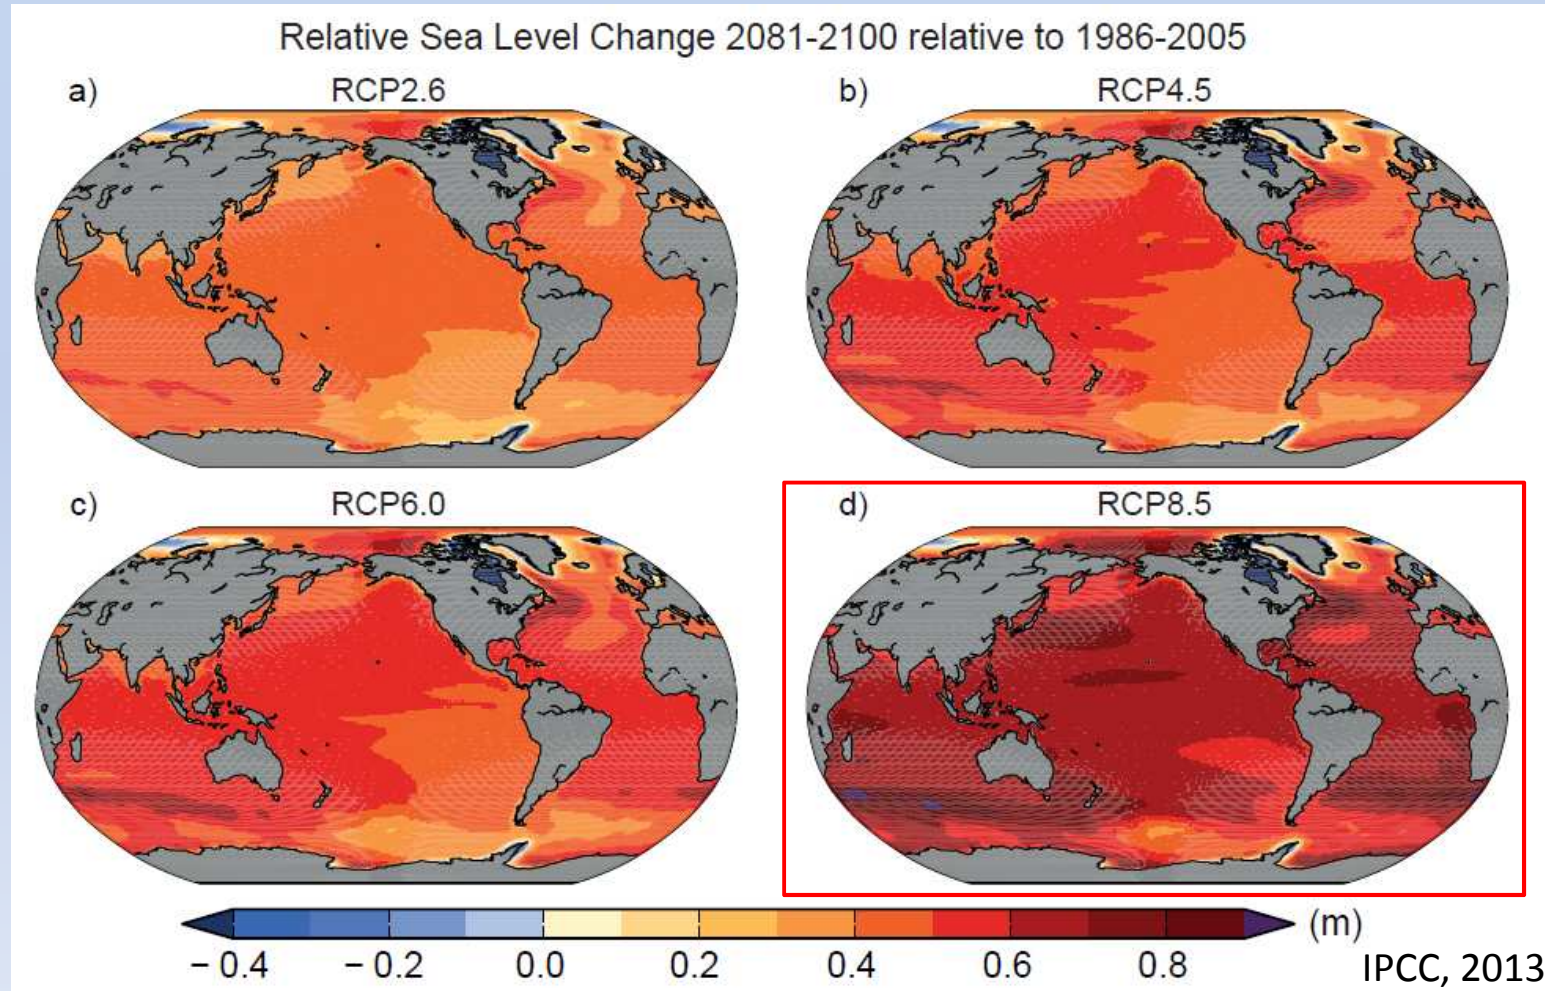 Relative Sea Level Change 2081-2100 relative to 1986-2005
a) RCP2.6
b) RCP4.5
c) RCP6.0
d) RCP8.5
− 0.4 − 0.2 0.0 0.2 0.4 0.6 0.8 (m)
IPCC, 2013